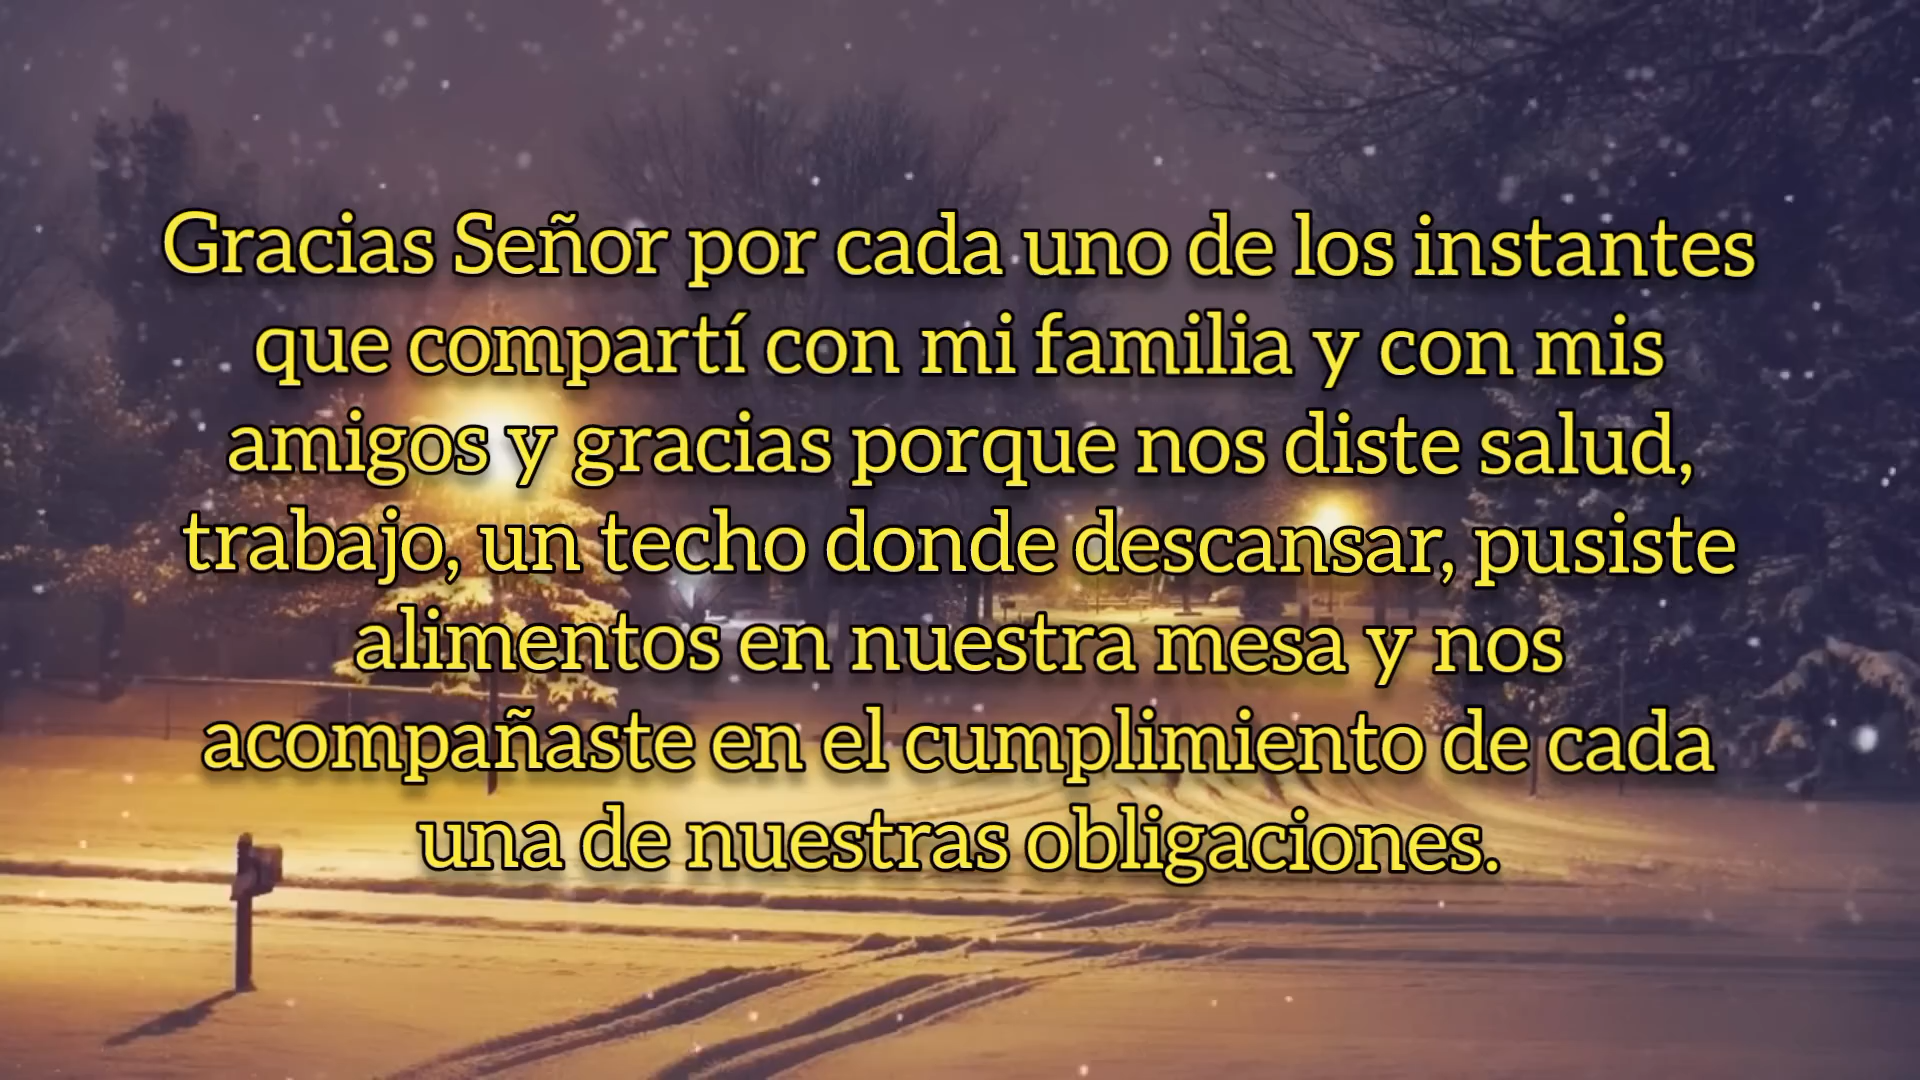 Gracias Señor por cada uno de los instantes
que compartí con mi familia y con mis
amigos y gracias porque nos diste salud,
trabajo, un techo donde descansar, pusiste
alimentos en nuestra mesa y nos
acompañaste en el cumplimiento de cada
una de nuestras obligaciones.